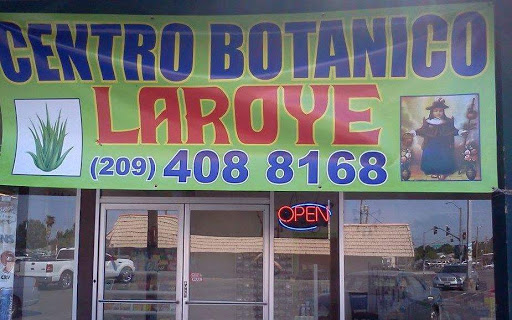 CENTRO BOTANICO
LAROYE
(209) 408 8168
OPEN